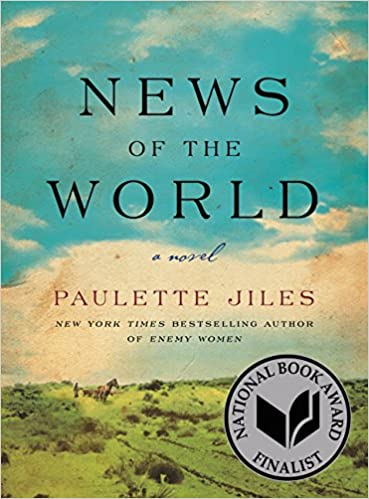 NEWS
OF THE
WORLD
a novel
PAULETTE JILES
NEW YORK TIMES BESTSELLING AUTHOR
OF ENEMY WOMEN
NATIONAL BOOK AWARD
FINALIST